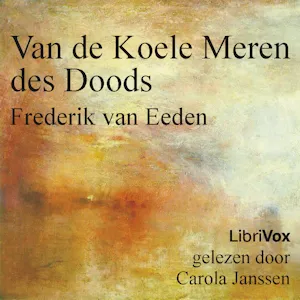 Van de Koele Meren
des Doods
Frederik van Eeden
LibriVox
gelezen door
Carola Janssen